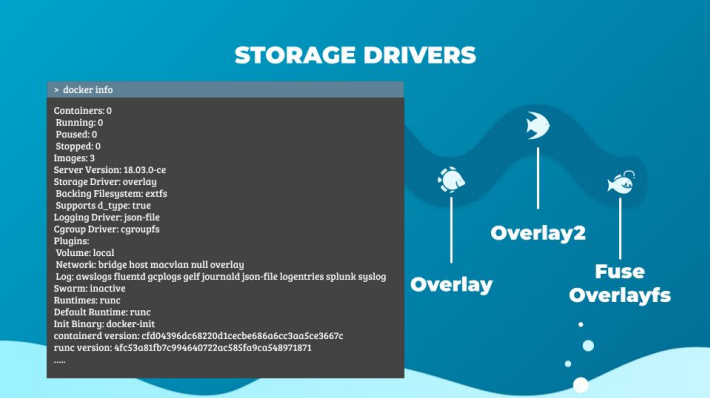 STORAGE DRIVERS
> docker info
Containers: 0
Running: 0
Paused: 0
Stopped: 0
Images: 3
Server Version: 18.03.0-ce
Storage Driver: overlay
Backing Filesystem: extfs
Supports d_type: true
Logging Driver: json-file
Cgroup Driver: cgroupfs
Plugins:
Volume: local
Network: bridge host macvlan null overlay
Log: awslogs fluentd gcplogs gelf journald json-file logentries splunk syslog
Swarm: inactive
Runtimes: runc
Default Runtime: runc
Init Binary: docker-init
containerd version: cfd04396dc68220d1cecbe686a6cc3aa5ce3667c
runc version: 4fc53a81fb7c994640722ac585fa9ca548971871
.....
Overlay
Overlay2
Fuse
Overlayfs